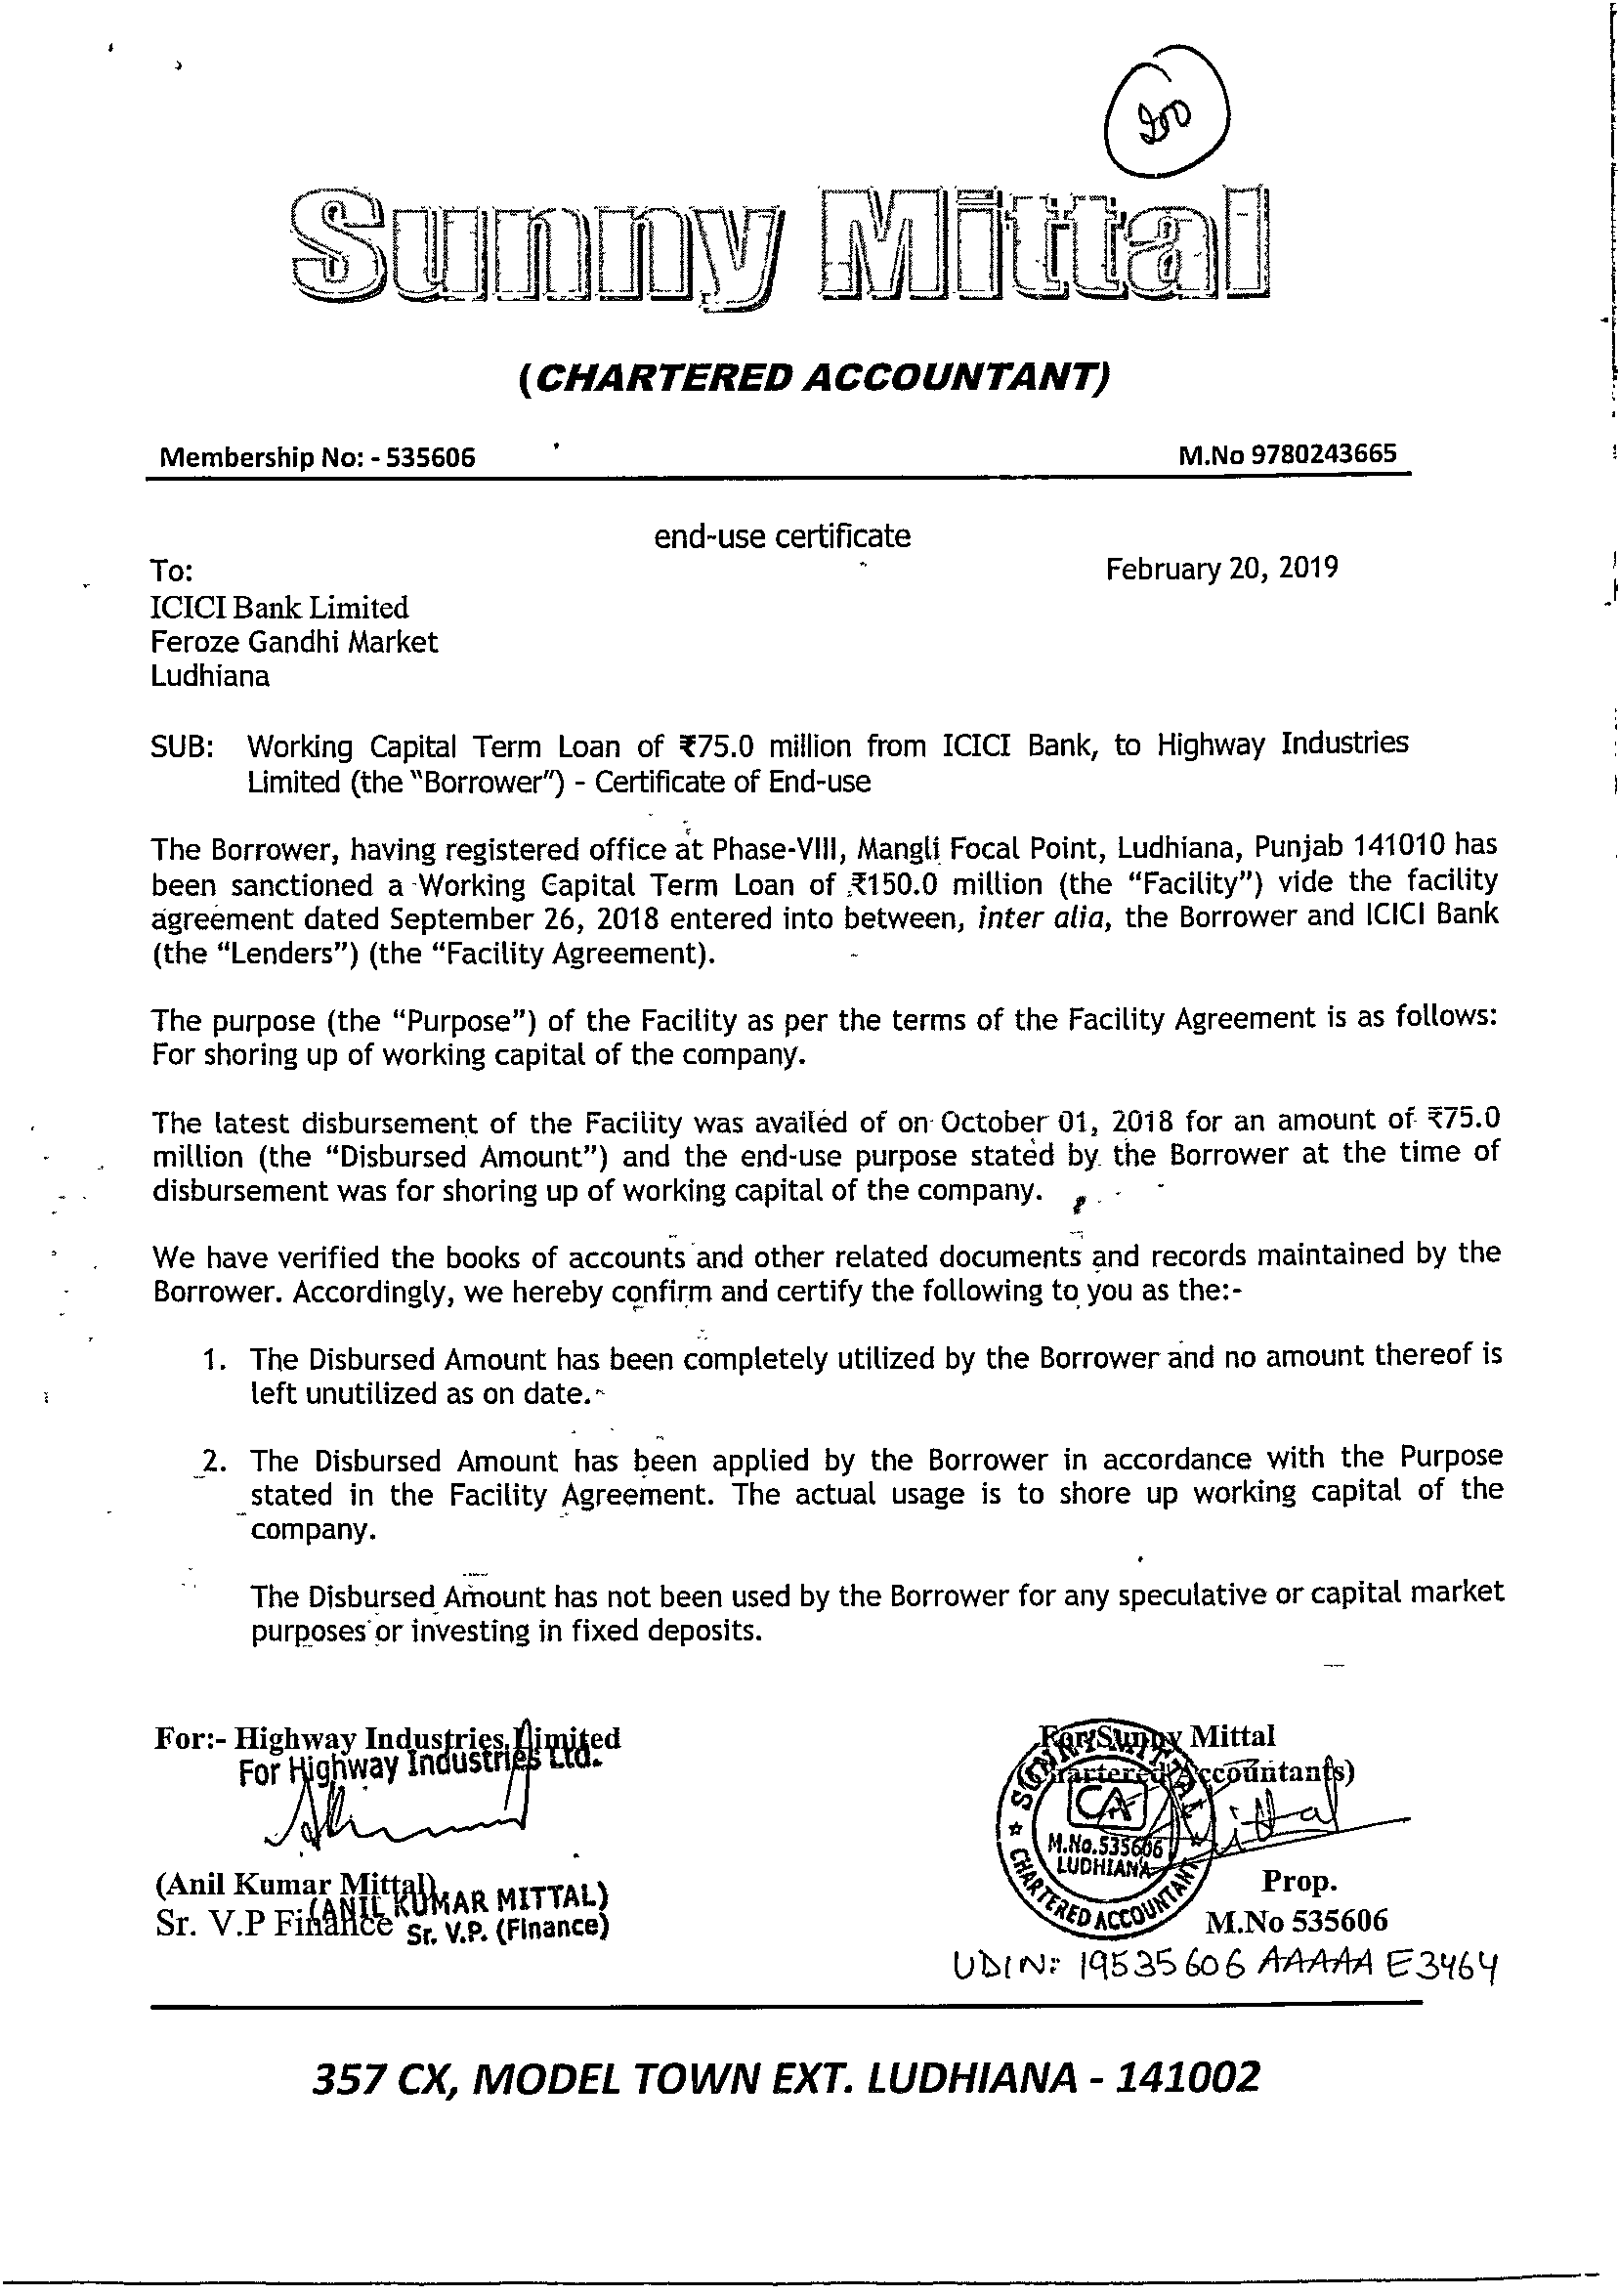 200
Sunny Mittal
(CHARTERED ACCOUNTANT)
Membership No: - 535606 M.No 9780243665
end-use certificate
To: February 20, 2019
ICICI Bank Limited
Feroze Gandhi Market
Ludhiana
SUB: Working Capital Term Loan of ₹75.0 million from ICICI Bank, to Highway Industries
Limited (the "Borrower") - Certificate of End-use
The Borrower, having registered office at Phase-VIII, Mangli Focal Point, Ludhiana, Punjab 141010 has
been sanctioned a Working Capital Term Loan of ₹150.0 million (the "Facility") vide the facility
agreement dated September 26, 2018 entered into between, inter alia, the Borrower and ICICI Bank
(the "Lenders") (the "Facility Agreement).
The purpose (the "Purpose") of the Facility as per the terms of the Facility Agreement is as follows:
For shoring up of working capital of the company.
The latest disbursement of the Facility was availed of on October 01, 2018 for an amount of ₹75.0
million (the "Disbursed Amount") and the end-use purpose stated by the Borrower at the time of
disbursement was for shoring up of working capital of the company.
We have verified the books of accounts and other related documents and records maintained by the
Borrower. Accordingly, we hereby confirm and certify the following to you as the:-
1. The Disbursed Amount has been completely utilized by the Borrower and no amount thereof is
left unutilized as on date.
2. The Disbursed Amount has been applied by the Borrower in accordance with the Purpose
stated in the Facility Agreement. The actual usage is to shore up working capital of the
company.
The Disbursed Amount has not been used by the Borrower for any speculative or capital market
purposes or investing in fixed deposits.
For:- Highway Industries Limited
For Highway Industries Ltd.
(Anil Kumar Mittal)
(ANIL KUMAR MITTAL)
Sr. V.P Finance
Sr. V.P. (Finance)
For Sunny Mittal
(Chartered Accountants)
SUNNY MITTAL
CA
M.No.535606
LUDHIANA
CHARTERED ACCOUNTANT
Mittal
Prop.
M.No 535606
UDIN: 19535606AAAAAE3464
357 CX, MODEL TOWN EXT. LUDHIANA - 141002